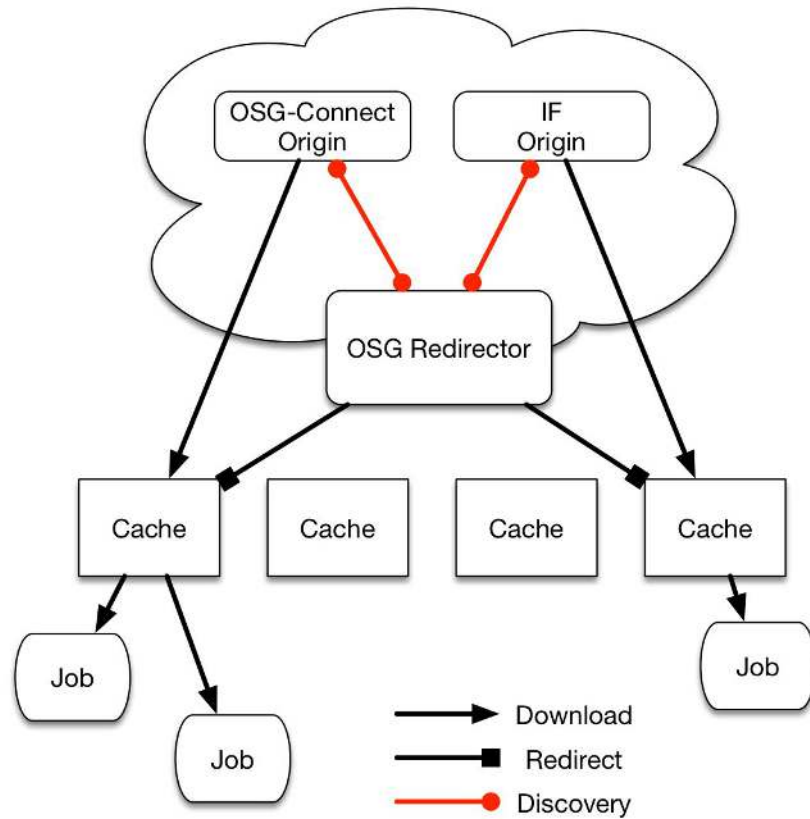 OSG-Connect
Origin
IF
Origin
OSG Redirector
Cache
Cache
Cache
Cache
Job
Job
Job
Download
Redirect
Discovery